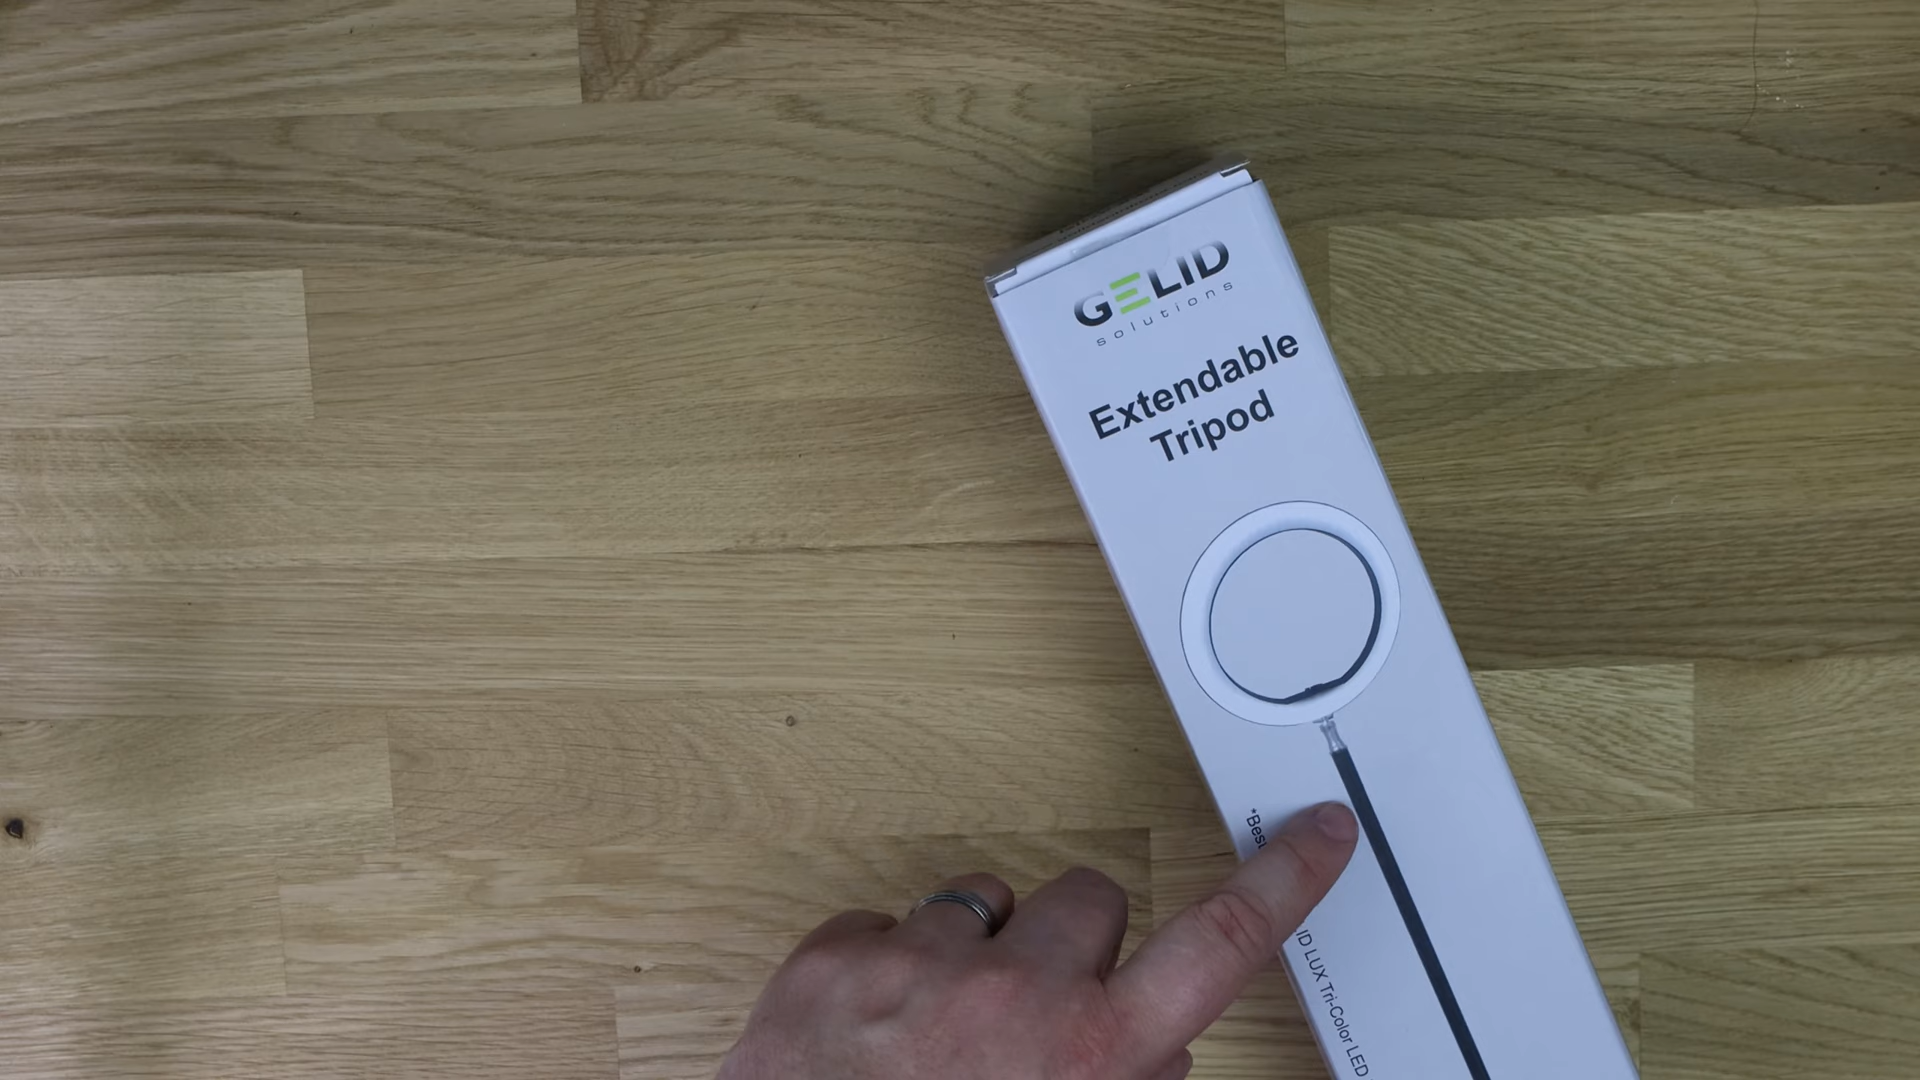 GELID
solutions
Extendable
Tripod
LUX Tri-Color LED